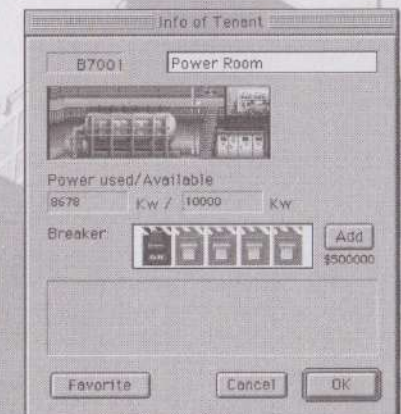 Info of Tenant
B7001 Power Room
Power used/Available
8678 Kw / 10000 Kw
Breaker Add
$500000
Favorite Cancel OK